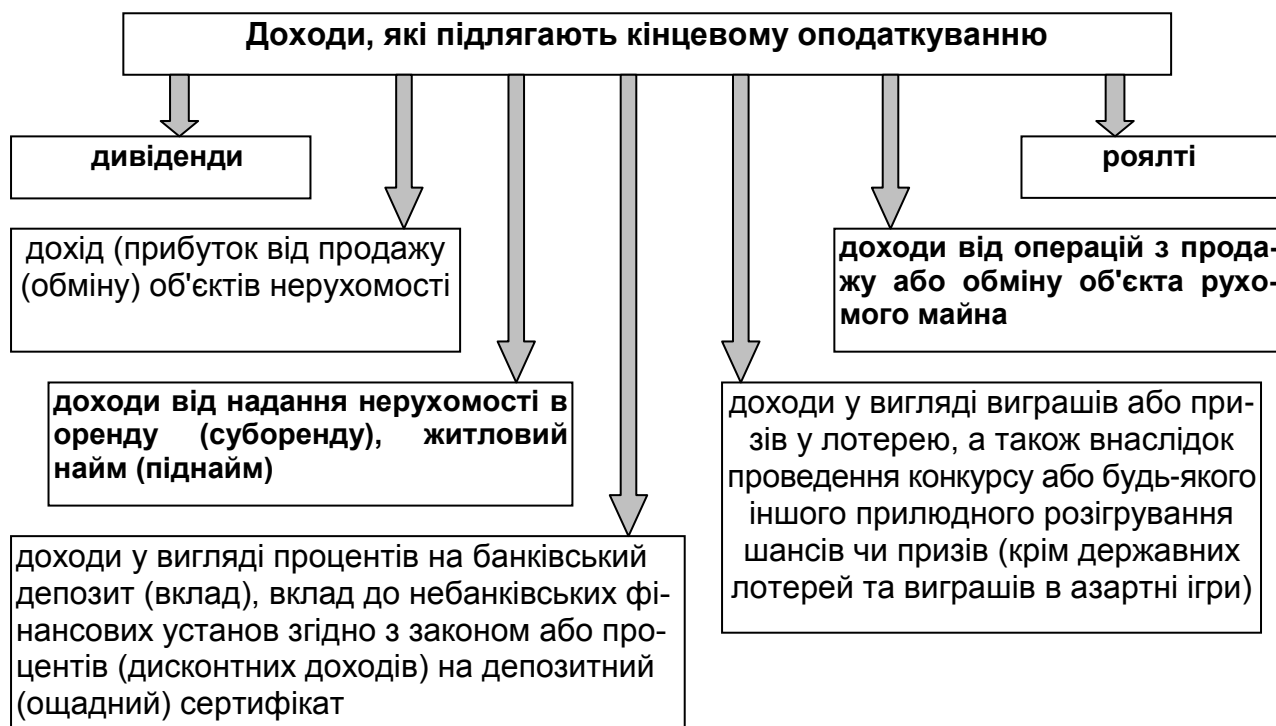 Доходи, які підлягають кінцевому оподаткуванню
дивіденди
роялті
дохід (прибуток від продажу
(обміну) об'єктів нерухомості
доходи від операцій з прода-
жу або обміну об'єкта рухо-
мого майна
доходи від надання нерухомості в
оренду (суборенду), житловий
найм (піднайм)
доходи у вигляді виграшів або при-
зів у лотерею, а також внаслідок
проведення конкурсу або будь-якого
іншого прилюдного розігрування
шансів чи призів (крім державних
лотерей та виграшів в азартні ігри)
доходи у вигляді процентів на банківський
депозит (вклад), вклад до небанківських фі-
нансових установ згідно з законом або про-
центів (дисконтних доходів) на депозитний
(ощадний) сертифікат